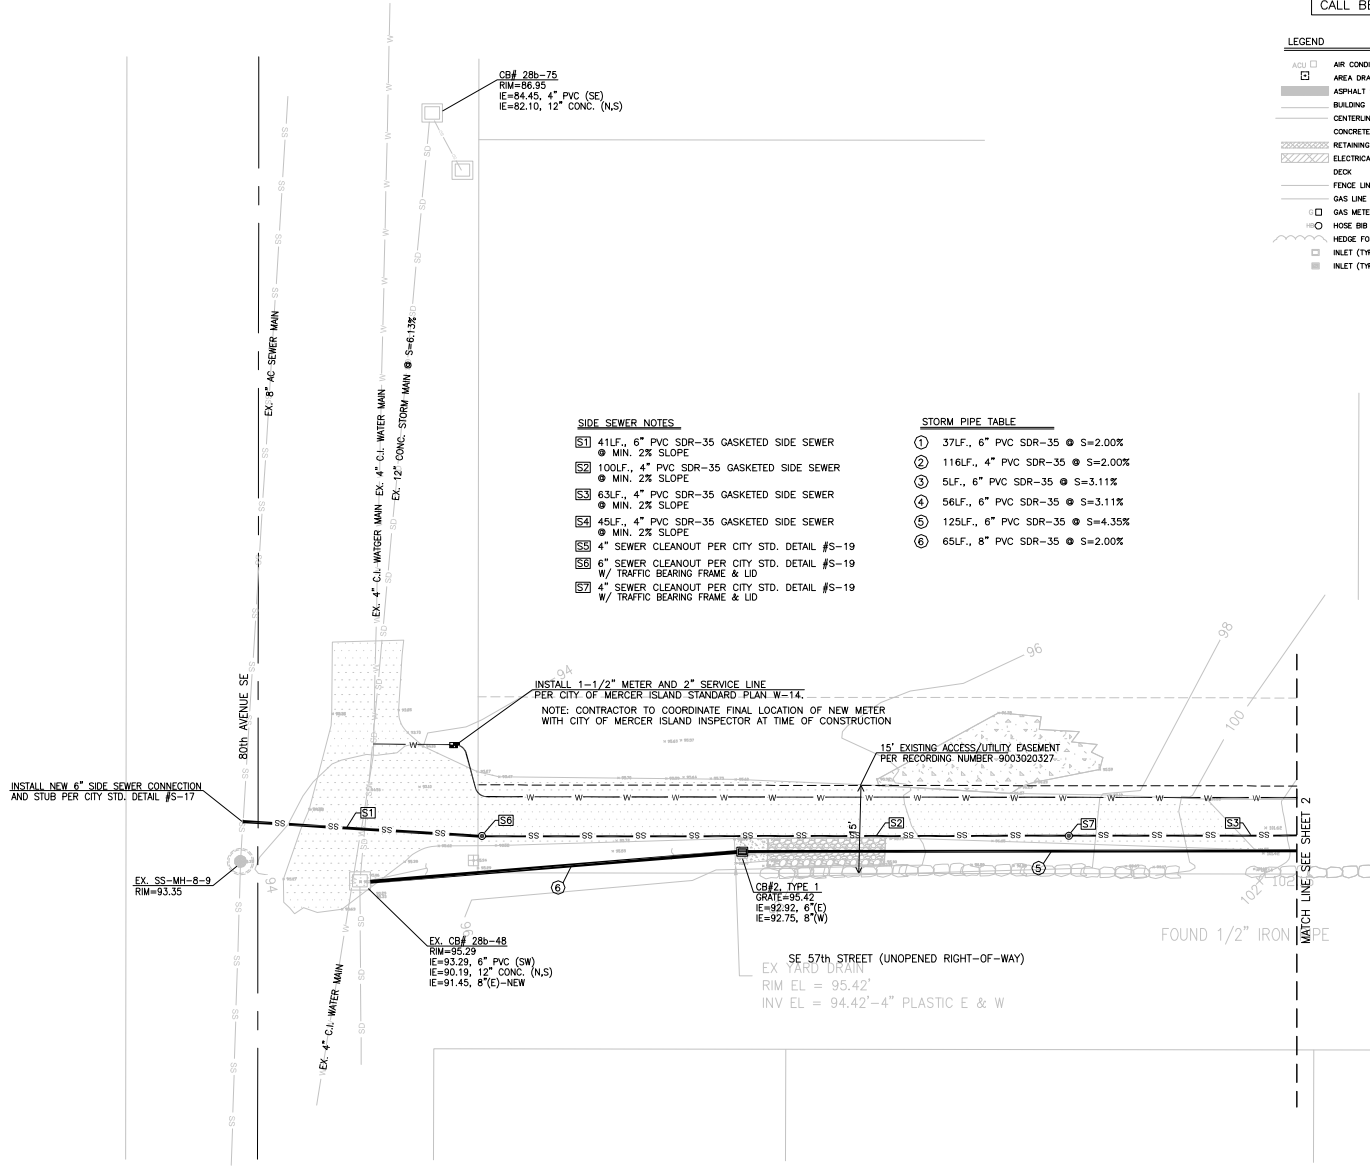 CALL BE
LEGEND
ACU
AIR CONDI
AREA DRA
ASPHALT
BUILDING
CENTERLIN
CONCRETE
RETAINING
ELECTRICA
DECK
FENCE LIN
GAS LINE
G GAS METE
HB HOSE BIB
HEDGE FO
INLET (TYP
INLET (TYP
CB# 28b-75
RIM=86.95
IE=84.45, 4" PVC (SE)
IE=82.10, 12" CONC. (N,S)
EX. 8" AC SEWER MAIN
EX. 4" C.I. WATGER MAIN EX. 4" C.I. WATER MAIN
EX. 12" CONC. STORM MAIN @ S=6.13%
80th AVENUE SE
SIDE SEWER NOTES
S1 41LF., 6" PVC SDR-35 GASKETED SIDE SEWER
@ MIN. 2% SLOPE
S2 100LF., 4" PVC SDR-35 GASKETED SIDE SEWER
@ MIN. 2% SLOPE
S3 63LF., 4" PVC SDR-35 GASKETED SIDE SEWER
@ MIN. 2% SLOPE
S4 45LF., 4" PVC SDR-35 GASKETED SIDE SEWER
@ MIN. 2% SLOPE
S5 4" SEWER CLEANOUT PER CITY STD. DETAIL #S-19
S6 6" SEWER CLEANOUT PER CITY STD. DETAIL #S-19
W/ TRAFFIC BEARING FRAME & LID
S7 4" SEWER CLEANOUT PER CITY STD. DETAIL #S-19
W/ TRAFFIC BEARING FRAME & LID
STORM PIPE TABLE
1 37LF., 6" PVC SDR-35 @ S=2.00%
2 116LF., 4" PVC SDR-35 @ S=2.00%
3 5LF., 6" PVC SDR-35 @ S=3.11%
4 56LF., 6" PVC SDR-35 @ S=3.11%
5 125LF., 6" PVC SDR-35 @ S=4.35%
6 65LF., 8" PVC SDR-35 @ S=2.00%
94
96
98
100
INSTALL 1-1/2" METER AND 2" SERVICE LINE
PER CITY OF MERCER ISLAND STANDARD PLAN W-14.
NOTE: CONTRACTOR TO COORDINATE FINAL LOCATION OF NEW METER
WITH CITY OF MERCER ISLAND INSPECTOR AT TIME OF CONSTRUCTION
15' EXISTING ACCESS/UTILITY EASEMENT
PER RECORDING NUMBER 9003020327
INSTALL NEW 6" SIDE SEWER CONNECTION
AND STUB PER CITY STD. DETAIL #S-17
S1
S6
S2
S7
S3
15'
MATCH LINE, SEE SHEET 2
EX. SS-MH-8-9
RIM=93.35
94
6
5
102
102
CB#2, TYPE 1
GRATE=95.42
IE=92.92, 6"(E)
IE=92.75, 8"(W)
96
EX. CB# 28b-48
RIM=95.29
IE=93.29, 6" PVC (SW)
IE=90.19, 12" CONC. (N,S)
IE=91.45, 8"(E)-NEW
FOUND 1/2" IRON PIPE
SE 57th STREET (UNOPENED RIGHT-OF-WAY)
EX YARD DRAIN
RIM EL = 95.42'
INV EL = 94.42'-4" PLASTIC E & W
EX. 4" C.I. WATER MAIN